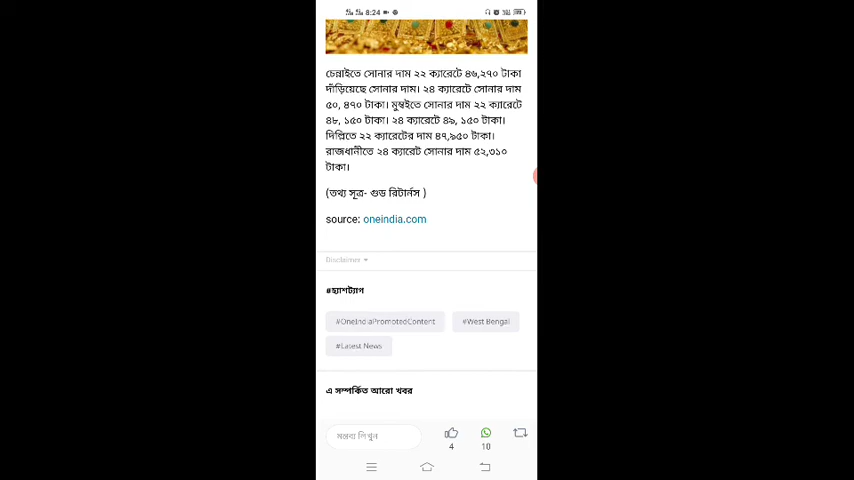 8:24
চেন্নাইতে সোনার দাম ২২ ক্যারেটে ৪৬,২৭০ টাকা
দাঁড়িয়েছে সোনার দাম। ২৪ ক্যারেটে সোনার দাম
৫০, ৪৭০ টাকা। মুম্বইতে সোনার দাম ২২ ক্যারেটে
৪৮, ১৫০ টাকা। ২৪ ক্যারেটে ৪৯, ১৫০ টাকা।
দিল্লিতে ২২ ক্যারেটের দাম ৪৭,৯৫০ টাকা।
রাজধানীতে ২৪ ক্যারেট সোনার দাম ৫২,৩১০
টাকা।
(তথ্য সূত্র- গুড রিটার্নস )
source: oneindia.com
Disclaimer
#হ্যাশট্যাগ
#OneIndiaPromotedContent #West Bengal
#Latest News
এ সম্পর্কিত আরো খবর
মন্তব্য লিখুন
4 10